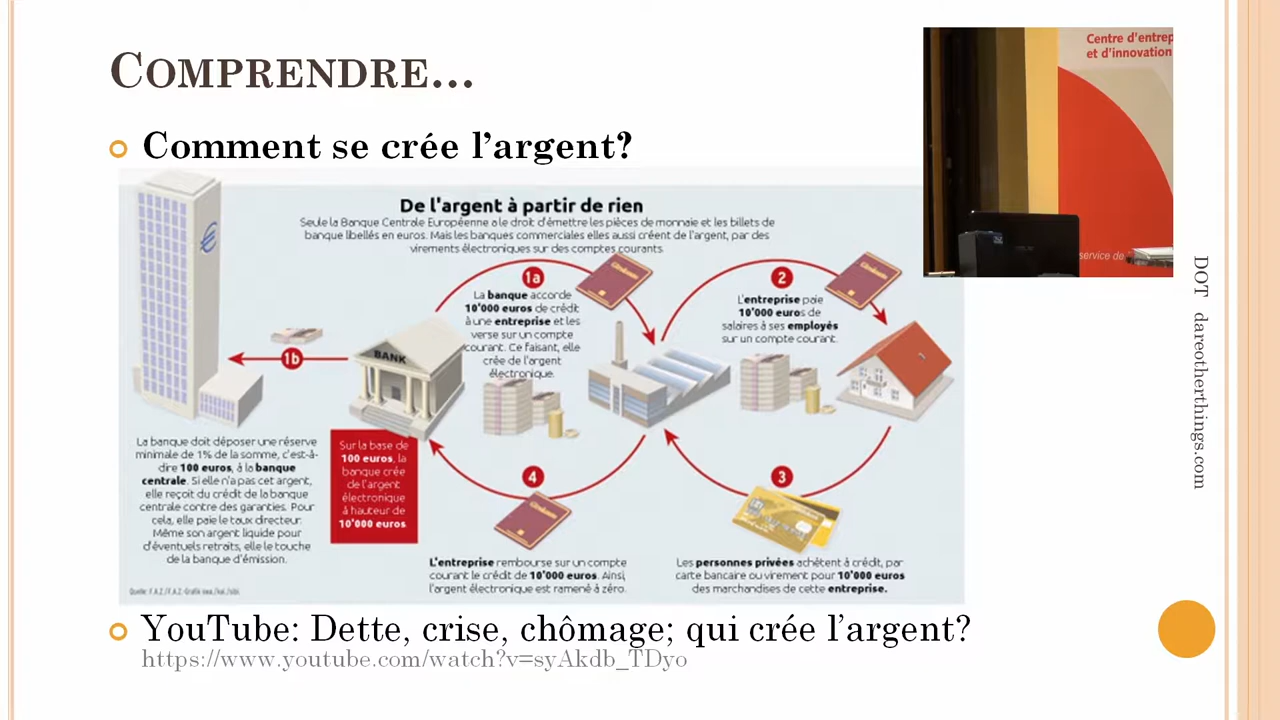 COMPRENDRE...
Comment se crée l'argent?
De l'argent à partir de rien
Seule la Banque Centrale Européenne a le droit d'émettre les pièces de monnaie et les billets de
banque libellés en euros. Mais les banques commerciales elles aussi créent de l'argent, par des
virements électroniques sur des comptes courants.
1a
La banque accorde
10'000 euros de crédit
à une entreprise et les
verse sur un compte
courant. Ce faisant, elle
crée de l'argent
électronique.
2
L'entreprise paie
10'000 euros de
salaires à ses employés
sur un compte courant.
1b
BANK
La banque doit déposer une réserve
minimale de 1% de la somme, c'est-à-
dire 100 euros, à la banque
centrale. Si elle n'a pas cet argent,
elle reçoit du crédit de la banque
centrale contre des garanties. Pour
cela, elle paie le taux directeur.
Même son argent liquide pour
d'éventuels retraits, elle le touche
de la banque d'émission.
Sur la base de
100 euros, la
banque crée
de l'argent
électronique
à hauteur de
10'000 euros
4
L'entreprise rembourse sur un compte
courant le crédit de 10'000 euros. Ainsi,
l'argent électronique est ramené à zéro.
3
Les personnes privées achètent à crédit, par
carte bancaire ou virement pour 10'000 euros
des marchandises de cette entreprise.
YouTube: Dette, crise, chômage; qui crée l'argent?
https://www.youtube.com/watch?v=syAkdb_TDyo
Centre d'entrep
et d'innovation
service de
DOT dareotherthings.com